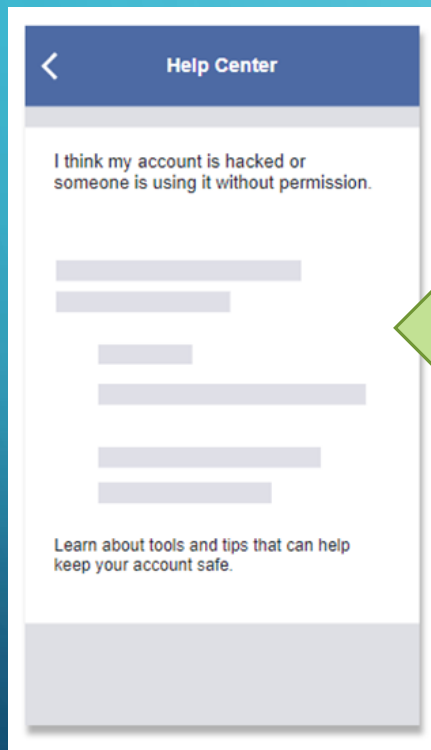 Help Center
I think my account is hacked or
someone is using it without permission.
Learn about tools and tips that can help
keep your account safe.